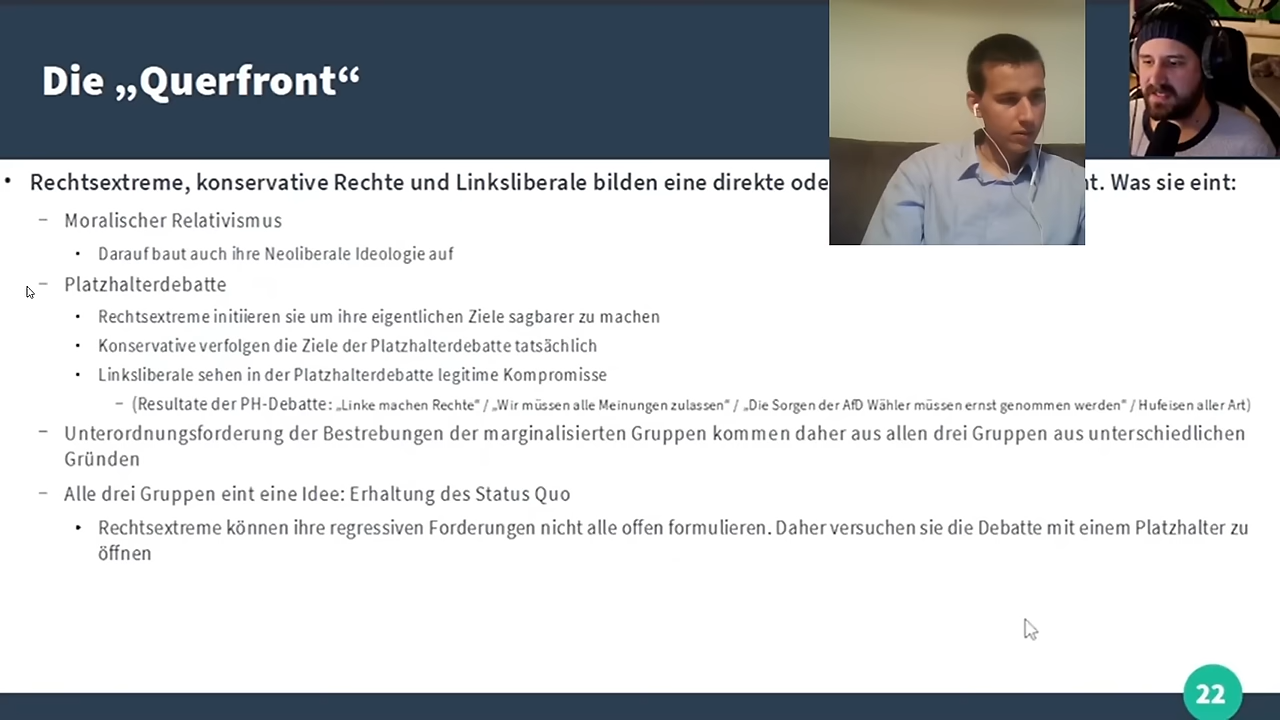 Die „Querfront“
• Rechtsextreme, konservative Rechte und Linksliberale bilden eine direkte ode t. Was sie eint:
– Moralischer Relativismus
• Darauf baut auch ihre Neoliberale Ideologie auf
– Platzhalterdebatte
• Rechtsextreme initiieren sie um ihre eigentlichen Ziele sagbarer zu machen
• Konservative verfolgen die Ziele der Platzhalterdebatte tatsächlich
• Linksliberale sehen in der Platzhalterdebatte legitime Kompromisse
– (Resultate der PH-Debatte: „Linke machen Rechte“ / „Wir müssen alle Meinungen zulassen“ / „Die Sorgen der AfD Wähler müssen ernst genommen werden“ / Hufeisen aller Art)
– Unterordnungsforderung der Bestrebungen der marginalisierten Gruppen kommen daher aus allen drei Gruppen aus unterschiedlichen
Gründen
– Alle drei Gruppen eint eine Idee: Erhaltung des Status Quo
• Rechtsextreme können ihre regressiven Forderungen nicht alle offen formulieren. Daher versuchen sie die Debatte mit einem Platzhalter zu
öffnen
22